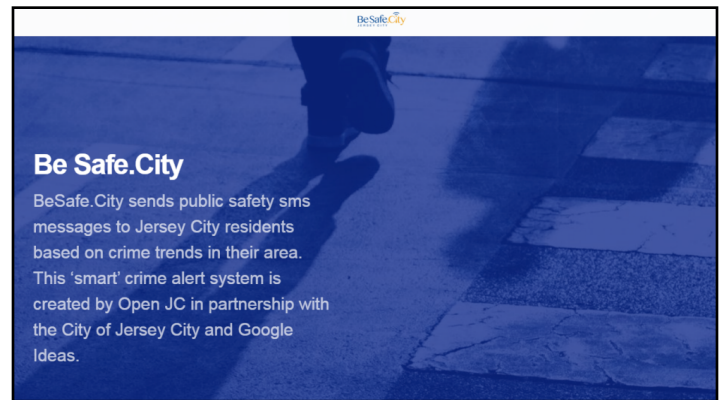 BeSafe.City
JERSEY CITY
Be Safe.City
BeSafe.City sends public safety sms
messages to Jersey City residents
based on crime trends in their area.
This ‘smart’ crime alert system is
created by Open JC in partnership with
the City of Jersey City and Google
Ideas.